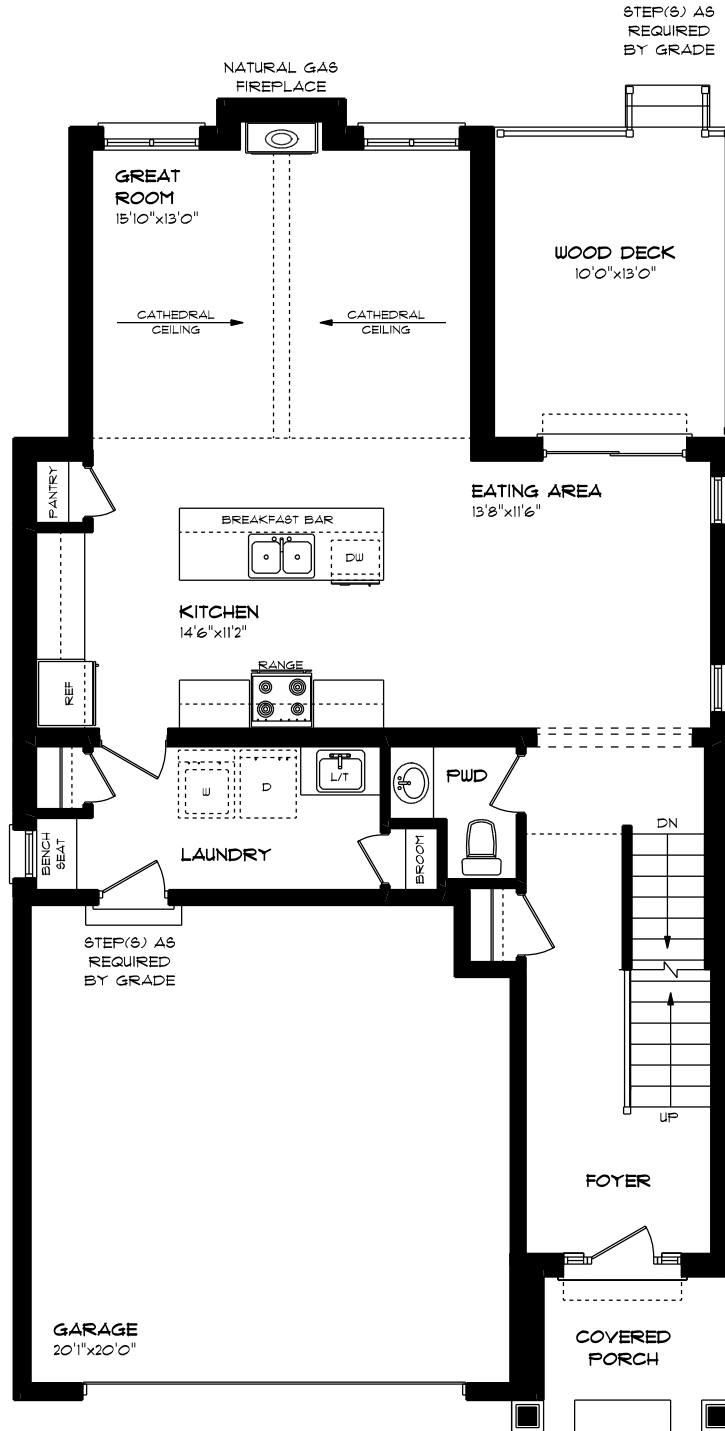 STEP(S) AS
REQUIRED
BY GRADE
NATURAL GAS
FIREPLACE
GREAT
ROOM
15'10"x13'0"
WOOD DECK
10'0"x13'0"
CATHEDRAL
CEILING
CATHEDRAL
CEILING
PANTRY
EATING AREA
13'8"x11'6"
BREAKFAST BAR
DW
KITCHEN
14'6"x11'2"
RANGE
REF
L/T
W
D
PWD
BENCH
SEAT
LAUNDRY
BROOM
DN
STEP(S) AS
REQUIRED
BY GRADE
UP
FOYER
GARAGE
20'1"x20'0"
COVERED
PORCH